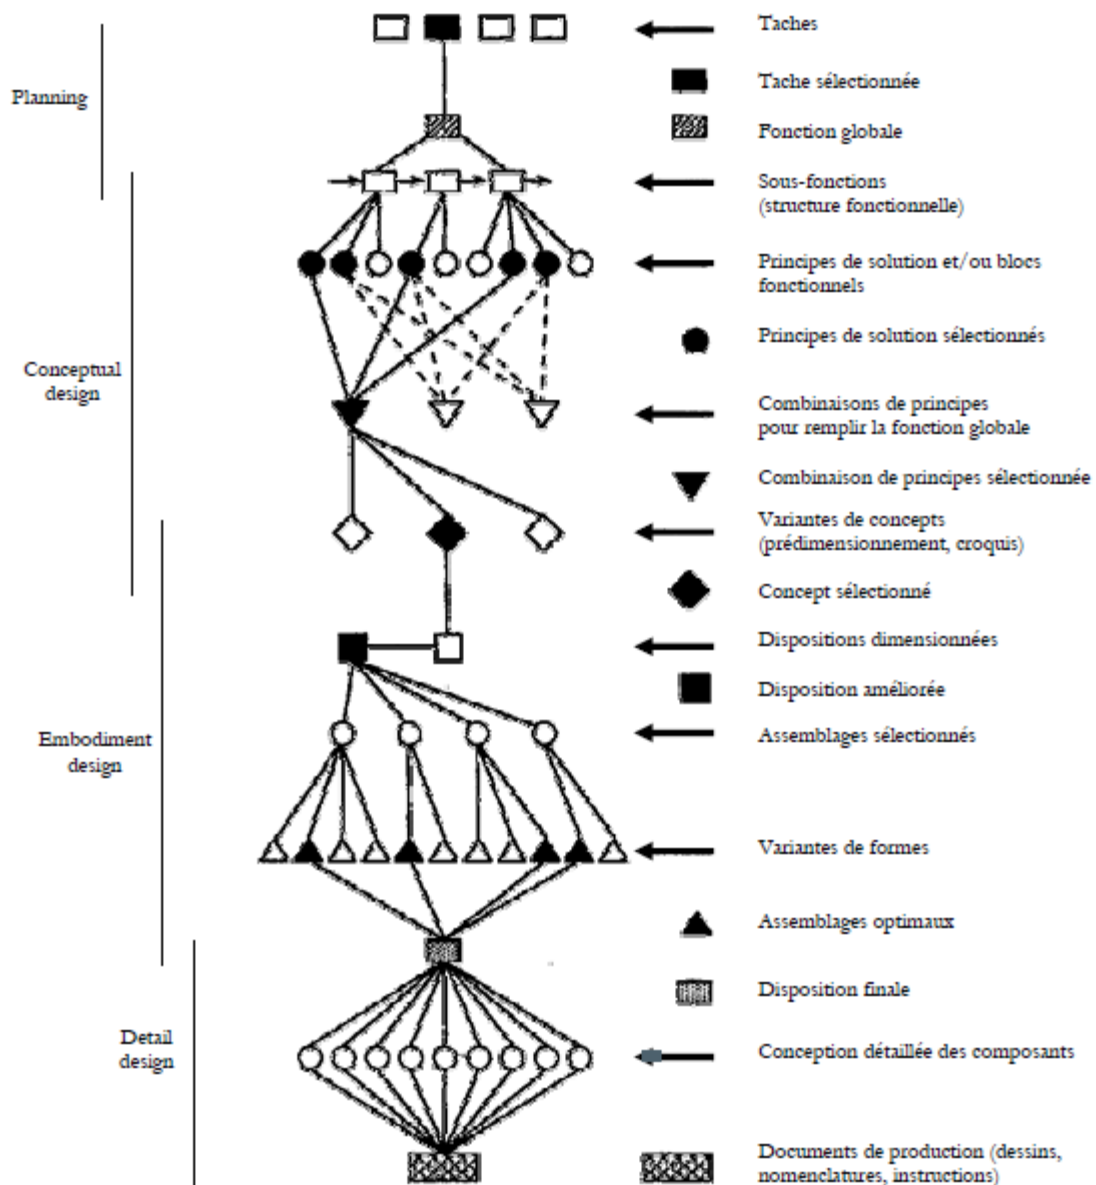 Taches
Planning
Tache sélectionnée
Fonction globale
Sous-fonctions
(structure fonctionnelle)
Principes de solution et/ou blocs
fonctionnels
Principes de solution sélectionnés
Conceptual
design
Combinaisons de principes
pour remplir la fonction globale
Combinaison de principes sélectionnée
Variantes de concepts
(prédimensionnement, croquis)
Concept sélectionné
Dispositions dimensionnées
Disposition améliorée
Embodiment
design
Assemblages sélectionnés
Variantes de formes
Assemblages optimaux
Disposition finale
Detail
design
Conception détaillée des composants
Documents de production (dessins,
nomenclatures, instructions)